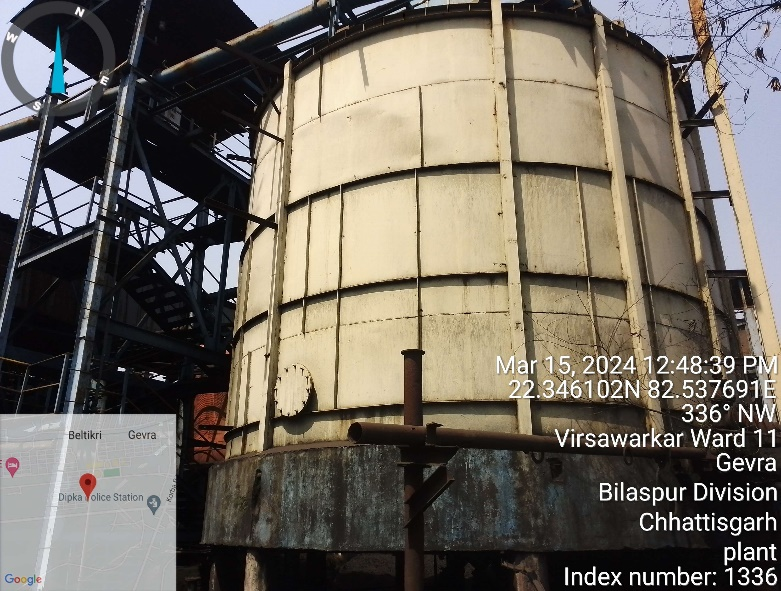 N
W
E
S
Mar 15, 2024 12:48:39 PM
22.346102N 82.537691E
336° NW
Virsawarkar Ward 11
Gevra
Bilaspur Division
Chhattisgarh
plant
Index number: 1336
Beltikri Gevra
Dipka Police Station
Google